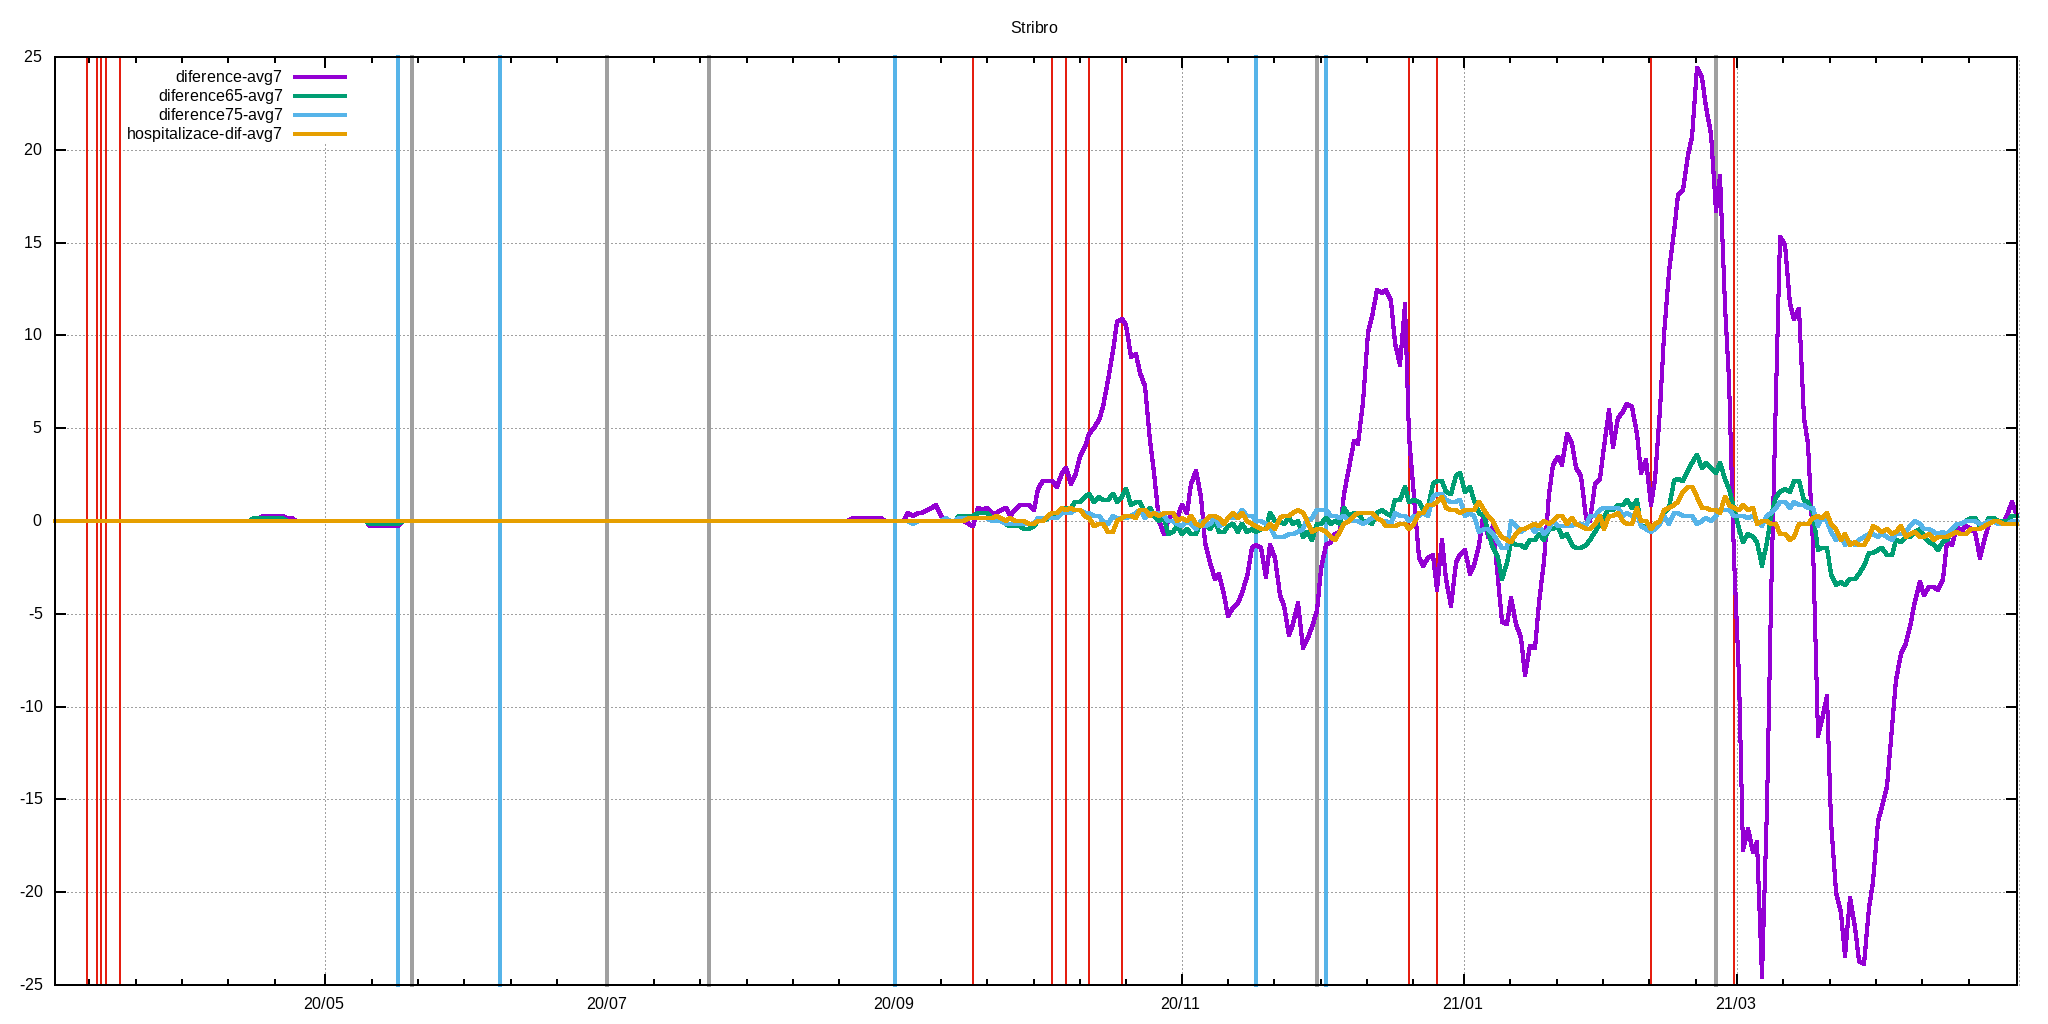 Stribro
25
diference-avg7
diference65-avg7
diference75-avg7
hospitalizace-dif-avg7
20
15
10
5
0
-5
-10
-15
-20
-25
20/05 20/07 20/09 20/11 21/01 21/03